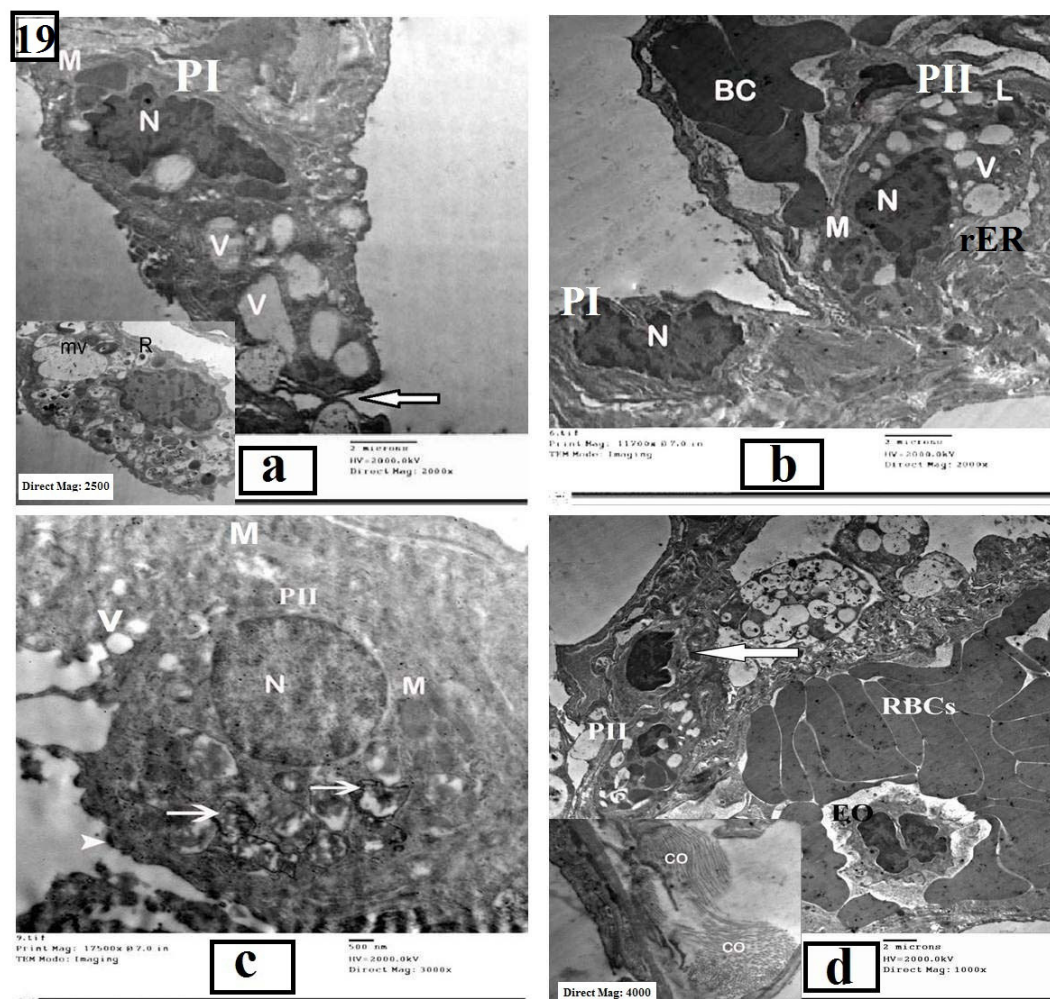 19
M
PI
N
V
V
mv
R
Direct Mag: 2500
a
2 microns
HV=2000.0kV
Direct Mag: 2000x
BC
PII
L
V
N
M
rER
PI
N
6.tif
Print Mag: 11700x @7.0 in
TEM Mode: Imaging
b
2 microns
HV=2000.0kV
Direct Mag: 2000x
M
PII
V
N
M
9.tif
Print Mag: 17500x @7.0 in
TEM Mode: Imaging
c
500 nm
HV=2000.0kV
Direct Mag: 3000x
RBCs
PII
EO
CO
CO
Direct Mag: 4000
d
2 microns
HV=2000.0kV
Direct Mag: 1000x